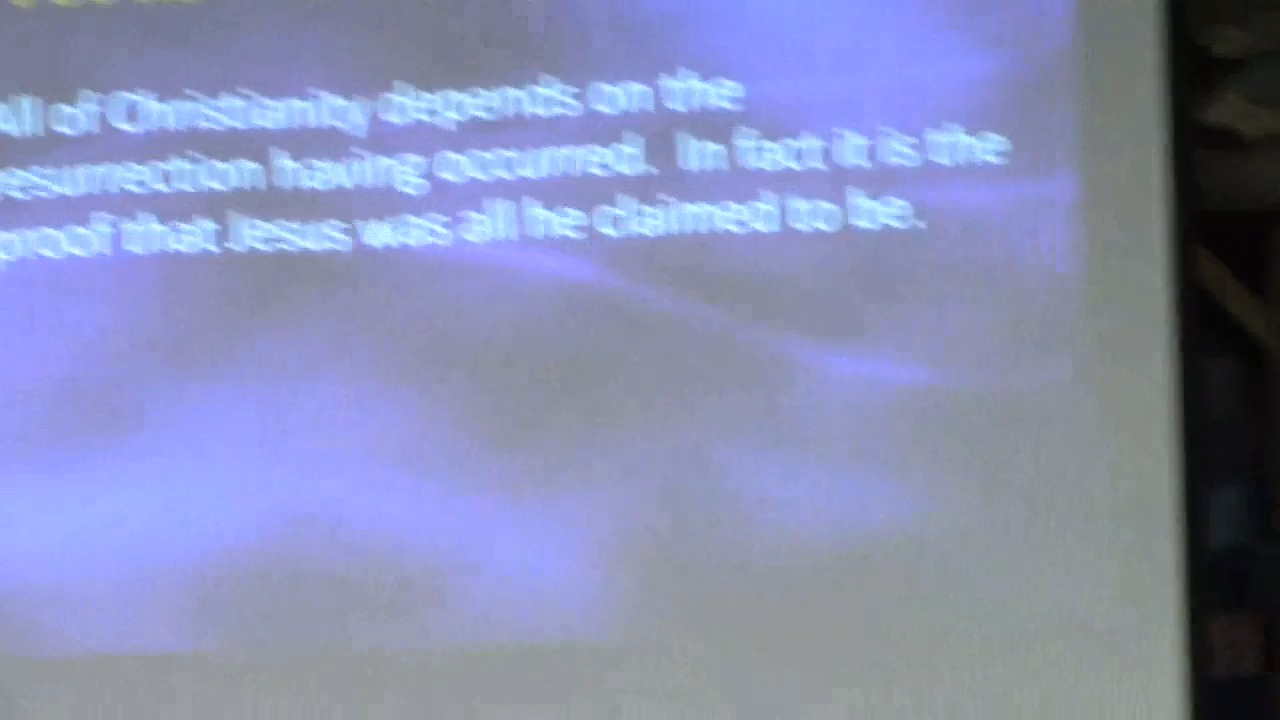 All of Christianity depends on the
esurrection having occurred. In fact it is the
proof that Jesus was all he claimed to be.